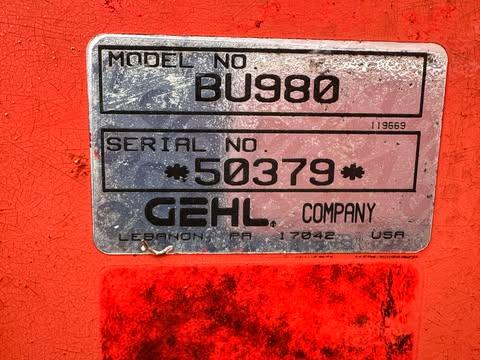 MODEL NO.
BU980
119669
SERIAL NO.
*50379*
GEHL® COMPANY
LEBANON, PA 17042 USA